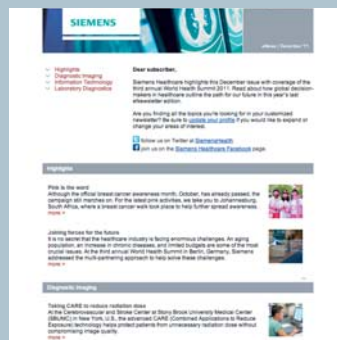 SIEMENS
eNews | December '11
Highlights
Diagnostic Imaging
Information Technology
Laboratory Diagnostics
Dear subscriber,
Siemens Healthcare highlights this December issue with coverage of the
third annual World Health Summit 2011. Read about how global decision-
makers in healthcare outline the path for our future in this year's last
eNewsletter edition.
Are you finding all the topics you're looking for in your customized
newsletter? Be sure to update your profile if you would like to expand or
change your areas of interest.
follow us on Twitter at SiemensHealth
join us on the Siemens Healthcare Facebook page.
Highlights
Pink is the word
Although the official breast cancer awareness month, October, has already passed, the
campaign still marches on. For the latest pink activities, we take you to Johannesburg,
South Africa, where a breast cancer walk took place to help further spread awareness.
more >
Joining forces for the future
It is no secret that the healthcare industry is facing enormous challenges. An aging
population, an increase in chronic diseases, and limited budgets are some of the most
crucial issues. At the third annual World Health Summit in Berlin, Germany, Siemens
addressed the multi-partnering approach to help solve these challenges.
more >
Diagnostic Imaging
Taking CARE to reduce radiation dose
At the Cerebrovascular and Stroke Center at Stony Brook University Medical Center
(SBUMC) in New York, U.S., the advanced CARE (Combined Applications to Reduce
Exposure) technology helps protect patients from unnecessary radiation dose without
compromising image quality.
more >